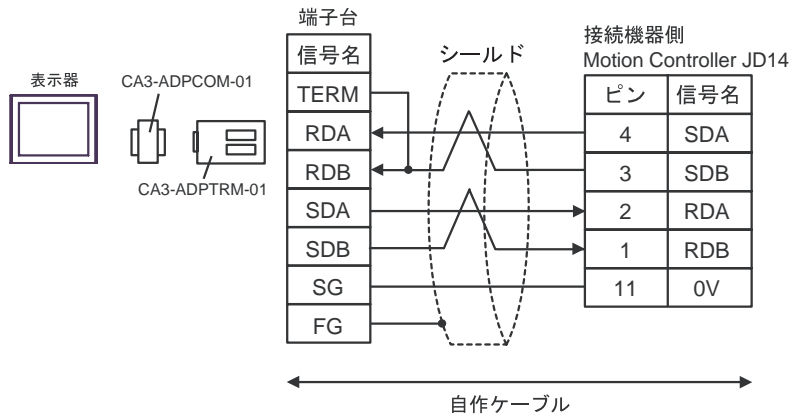 端子台
信号名
TERM
RDA
RDB
SDA
SDB
SG
FG
シールド
接続機器側
Motion Controller JD14
ピン 信号名
4 SDA
3 SDB
2 RDA
1 RDB
11 0V
表示器
CA3-ADPCOM-01
CA3-ADPTRM-01
自作ケーブル